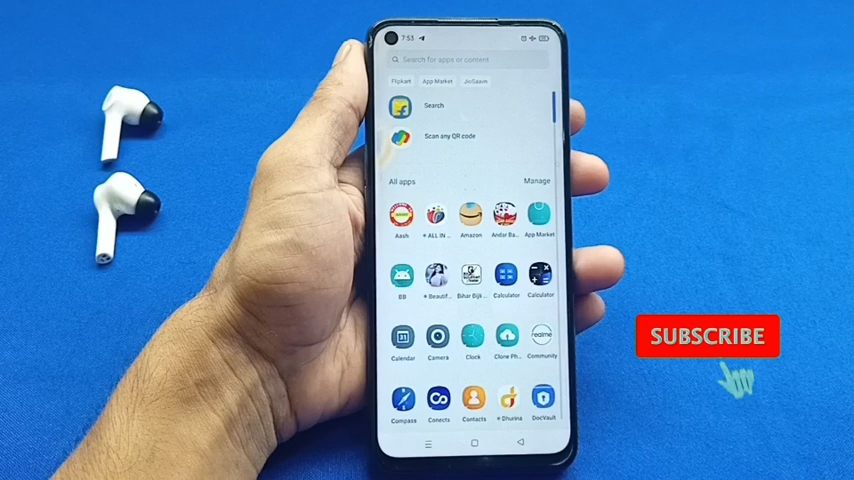 7:53
Search for apps or content
Flipkart App Market JioSaavn
Search
Scan any QR code
All apps Manage
Aash ALL IN ... Amazon Andar Ba... App Market
BB Beautif... Bihar Bijk... Calculator Calculator
31 realme
Calendar Camera Clock Clone Ph... Community
Compass Conects Contacts Dhurina DocVault
SUBSCRIBE